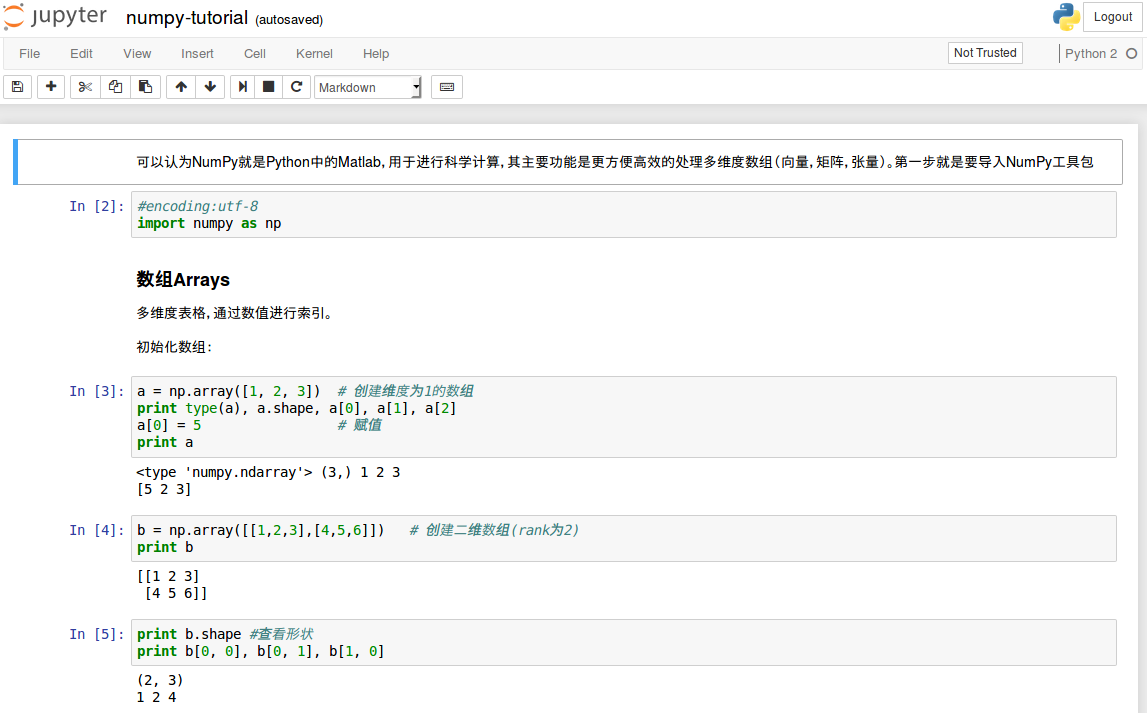 jupyter numpy-tutorial (autosaved) Logout
File Edit View Insert Cell Kernel Help Not Trusted Python 2
Markdown
可以认为NumPy就是Python中的Matlab,用于进行科学计算,其主要功能是更方便高效的处理多维度数组(向量,矩阵,张量)。第一步就是要导入NumPy工具包
In [2]: #encoding:utf-8
import numpy as np
数组Arrays
多维度表格,通过数值进行索引。
初始化数组:
In [3]: a = np.array([1, 2, 3])  # 创建维度为1的数组
print type(a), a.shape, a[0], a[1], a[2]
a[0] = 5                 # 赋值
print a
<type 'numpy.ndarray'> (3,) 1 2 3
[5 2 3]
In [4]: b = np.array([[1,2,3],[4,5,6]])   # 创建二维数组(rank为2)
print b
[[1 2 3]
 [4 5 6]]
In [5]: print b.shape #查看形状
print b[0, 0], b[0, 1], b[1, 0]
(2, 3)
1 2 4